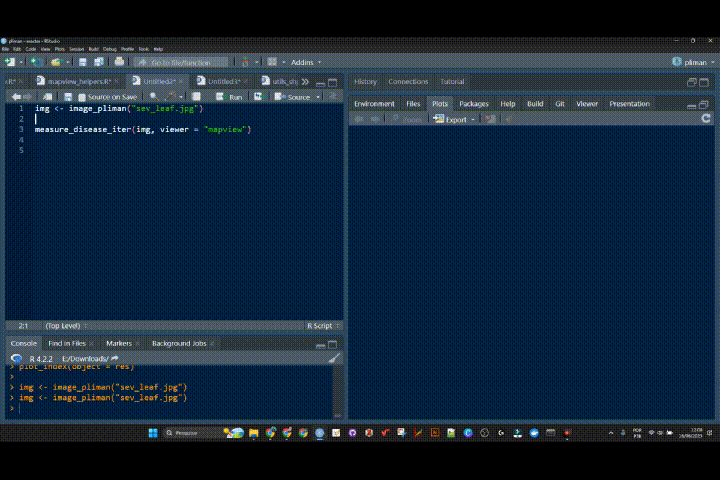 pliman - master - RStudio
File Edit Code View Plots Session Build Debug Profile Tools Help
Go to file/function Addins pliman
mapview_helpers.R* Untitled2* Untitled3* utils_shp
Source on Save Run Source
1 img <- image_pliman("sev_leaf.jpg")
2
3 measure_disease_iter(img, viewer = "mapview")
4
5
2:1 (Top Level) R Script
Console Find in Files Markers Background Jobs
R 4.2.2 E:/Downloads/
> plot_index(object = res)
>
> img <- image_pliman("sev_leaf.jpg")
> img <- image_pliman("sev_leaf.jpg")
>
History Connections Tutorial
Environment Files Plots Packages Help Build Git Viewer Presentation
Zoom Export
Pesquisar
POR